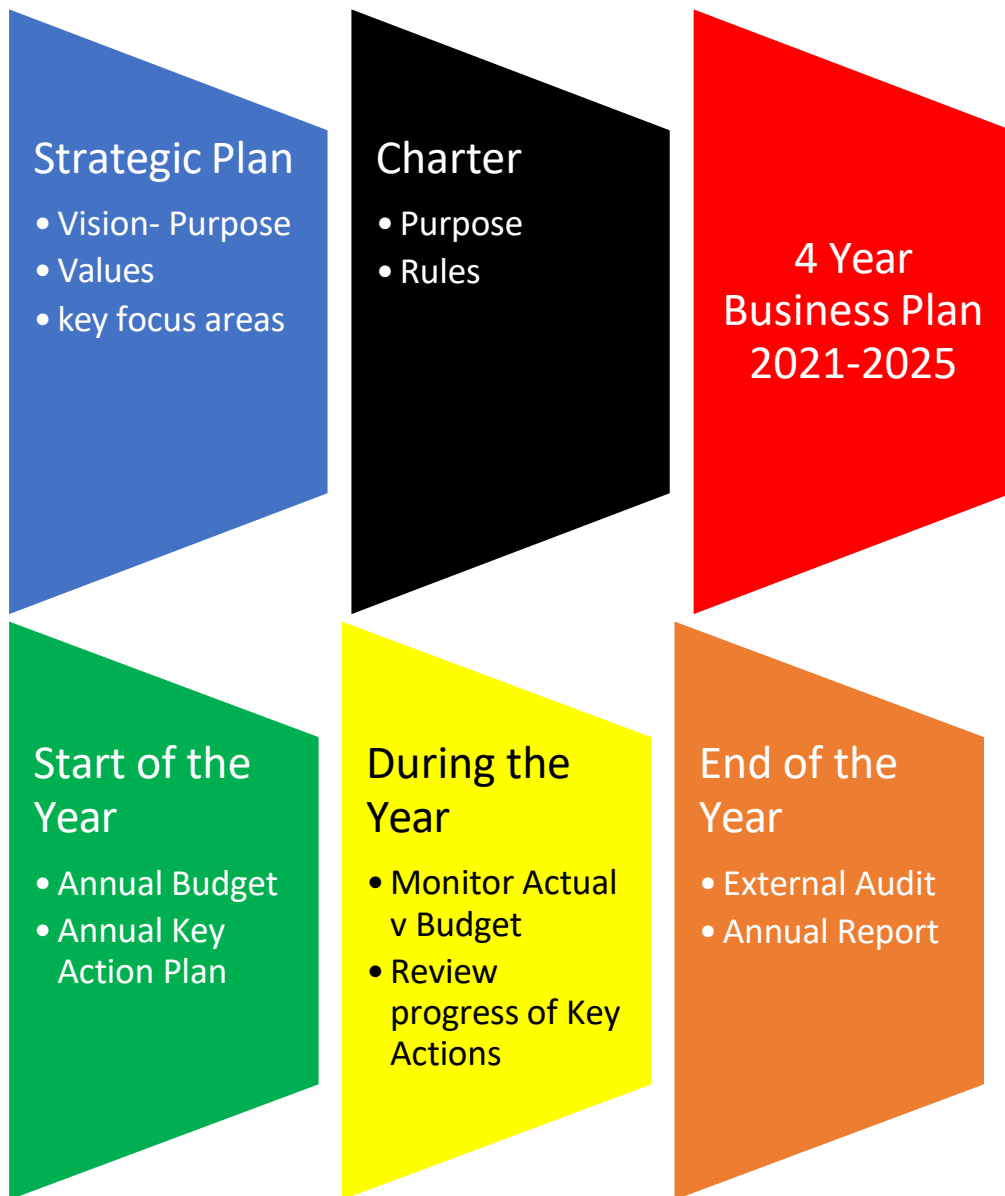 Strategic Plan
• Vision- Purpose
• Values
• key focus areas
Charter
• Purpose
• Rules
4 Year
Business Plan
2021-2025
Start of the
Year
• Annual Budget
• Annual Key
Action Plan
During the
Year
• Monitor Actual
v Budget
• Review
progress of Key
Actions
End of the
Year
• External Audit
• Annual Report